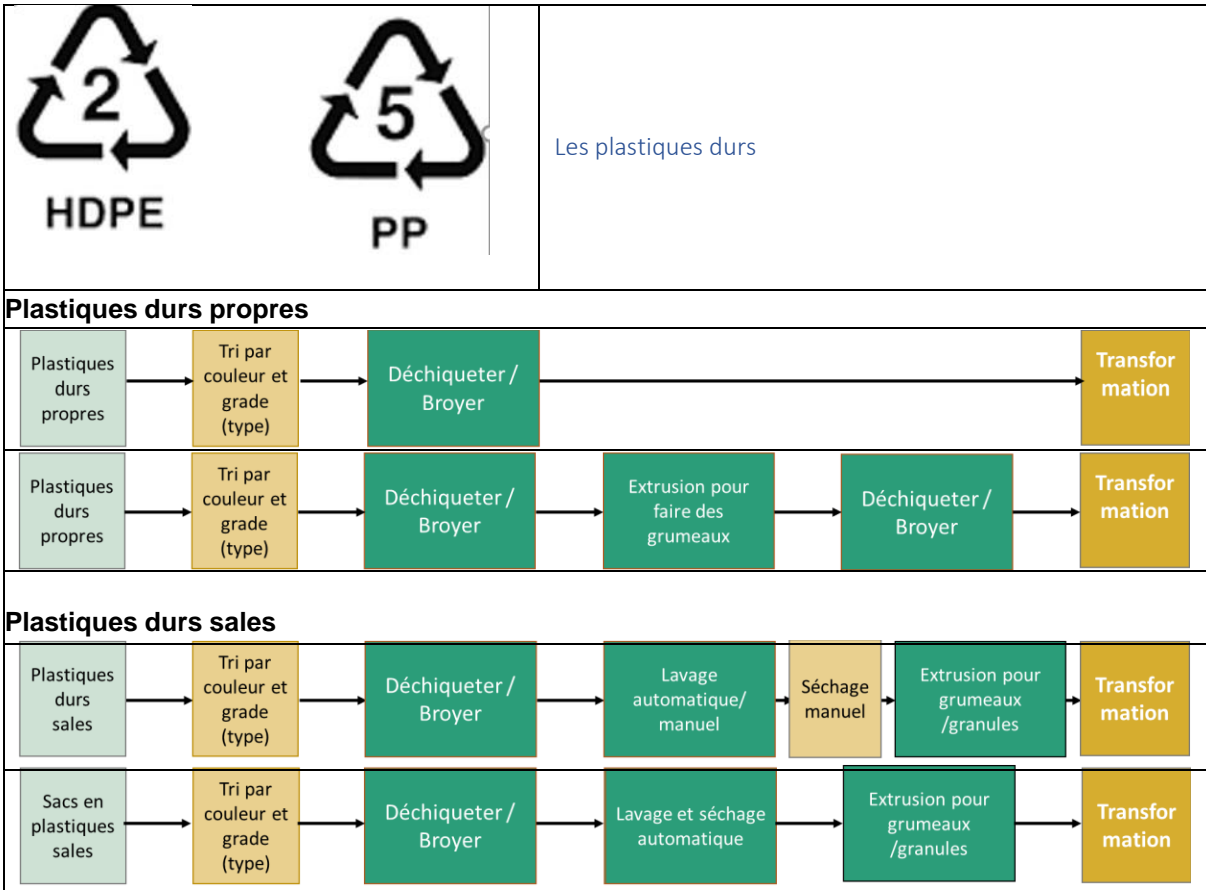 2
HDPE
5
PP
Les plastiques durs
Plastiques durs propres
Plastiques
durs
propres
Tri par
couleur et
grade
(type)
Déchiqueter /
Broyer
Transfor
mation
Plastiques
durs
propres
Tri par
couleur et
grade
(type)
Déchiqueter /
Broyer
Extrusion pour
faire des
grumeaux
Déchiqueter /
Broyer
Transfor
mation
Plastiques durs sales
Plastiques
durs
sales
Tri par
couleur et
grade
(type)
Déchiqueter /
Broyer
Lavage
automatique/
manuel
Séchage
manuel
Extrusion pour
grumeaux
/granules
Transfor
mation
Sacs en
plastiques
sales
Tri par
couleur et
grade
(type)
Déchiqueter /
Broyer
Lavage et séchage
automatique
Extrusion pour
grumeaux
/granules
Transfor
mation